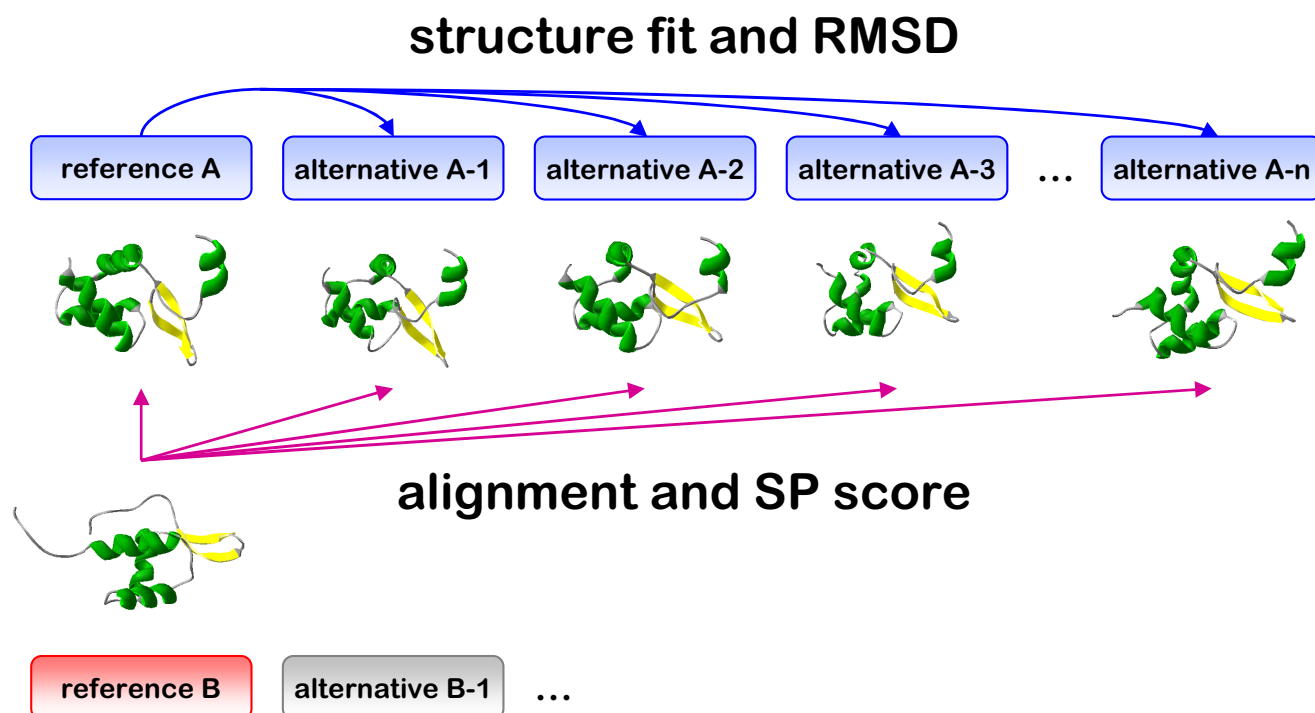 structure fit and RMSD
reference A
alternative A-1
alternative A-2
alternative A-3
...
alternative A-n
alignment and SP score
reference B
alternative B-1
...